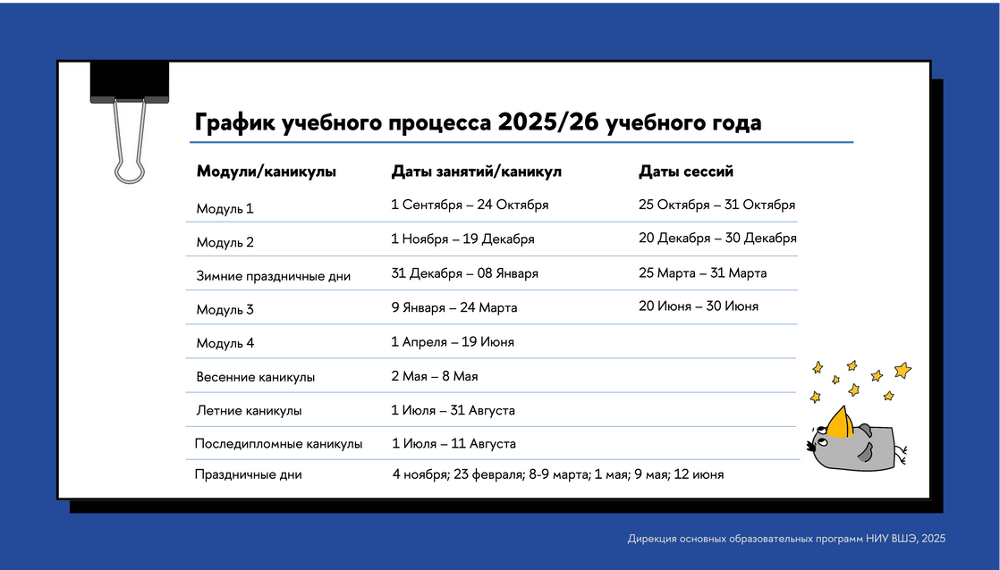 График учебного процесса 2025/26 учебного года
Модули/каникулы Даты занятий/каникул Даты сессий
Модуль 1 1 Сентября – 24 Октября 25 Октября – 31 Октября
Модуль 2 1 Ноября – 19 Декабря 20 Декабря – 30 Декабря
Зимние праздничные дни 31 Декабря – 08 Января 25 Марта – 31 Марта
Модуль 3 9 Января – 24 Марта 20 Июня – 30 Июня
Модуль 4 1 Апреля – 19 Июня
Весенние каникулы 2 Мая – 8 Мая
Летние каникулы 1 Июля – 31 Августа
Последипломные каникулы 1 Июля – 11 Августа
Праздничные дни 4 ноября; 23 февраля; 8-9 марта; 1 мая; 9 мая; 12 июня
Дирекция основных образовательных программ НИУ ВШЭ, 2025